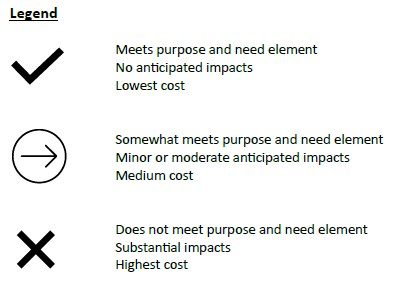 Legend
Meets purpose and need element
No anticipated impacts
Lowest cost
Somewhat meets purpose and need element
Minor or moderate anticipated impacts
Medium cost
Does not meet purpose and need element
Substantial impacts
Highest cost